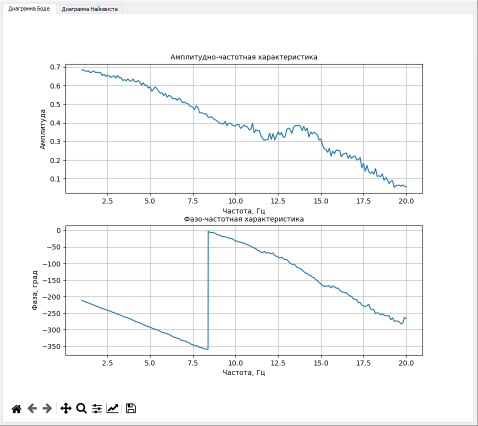 Диаграмма Боде Диаграмма Найквиста
Амплитудно-частотная характеристика
Амплитуда
0.7
0.6
0.5
0.4
0.3
0.2
0.1
2.5 5.0 7.5 10.0 12.5 15.0 17.5 20.0
Частота, Гц
Фазо-частотная характеристика
Фаза, град
0
−50
−100
−150
−200
−250
−300
−350
2.5 5.0 7.5 10.0 12.5 15.0 17.5 20.0
Частота, Гц